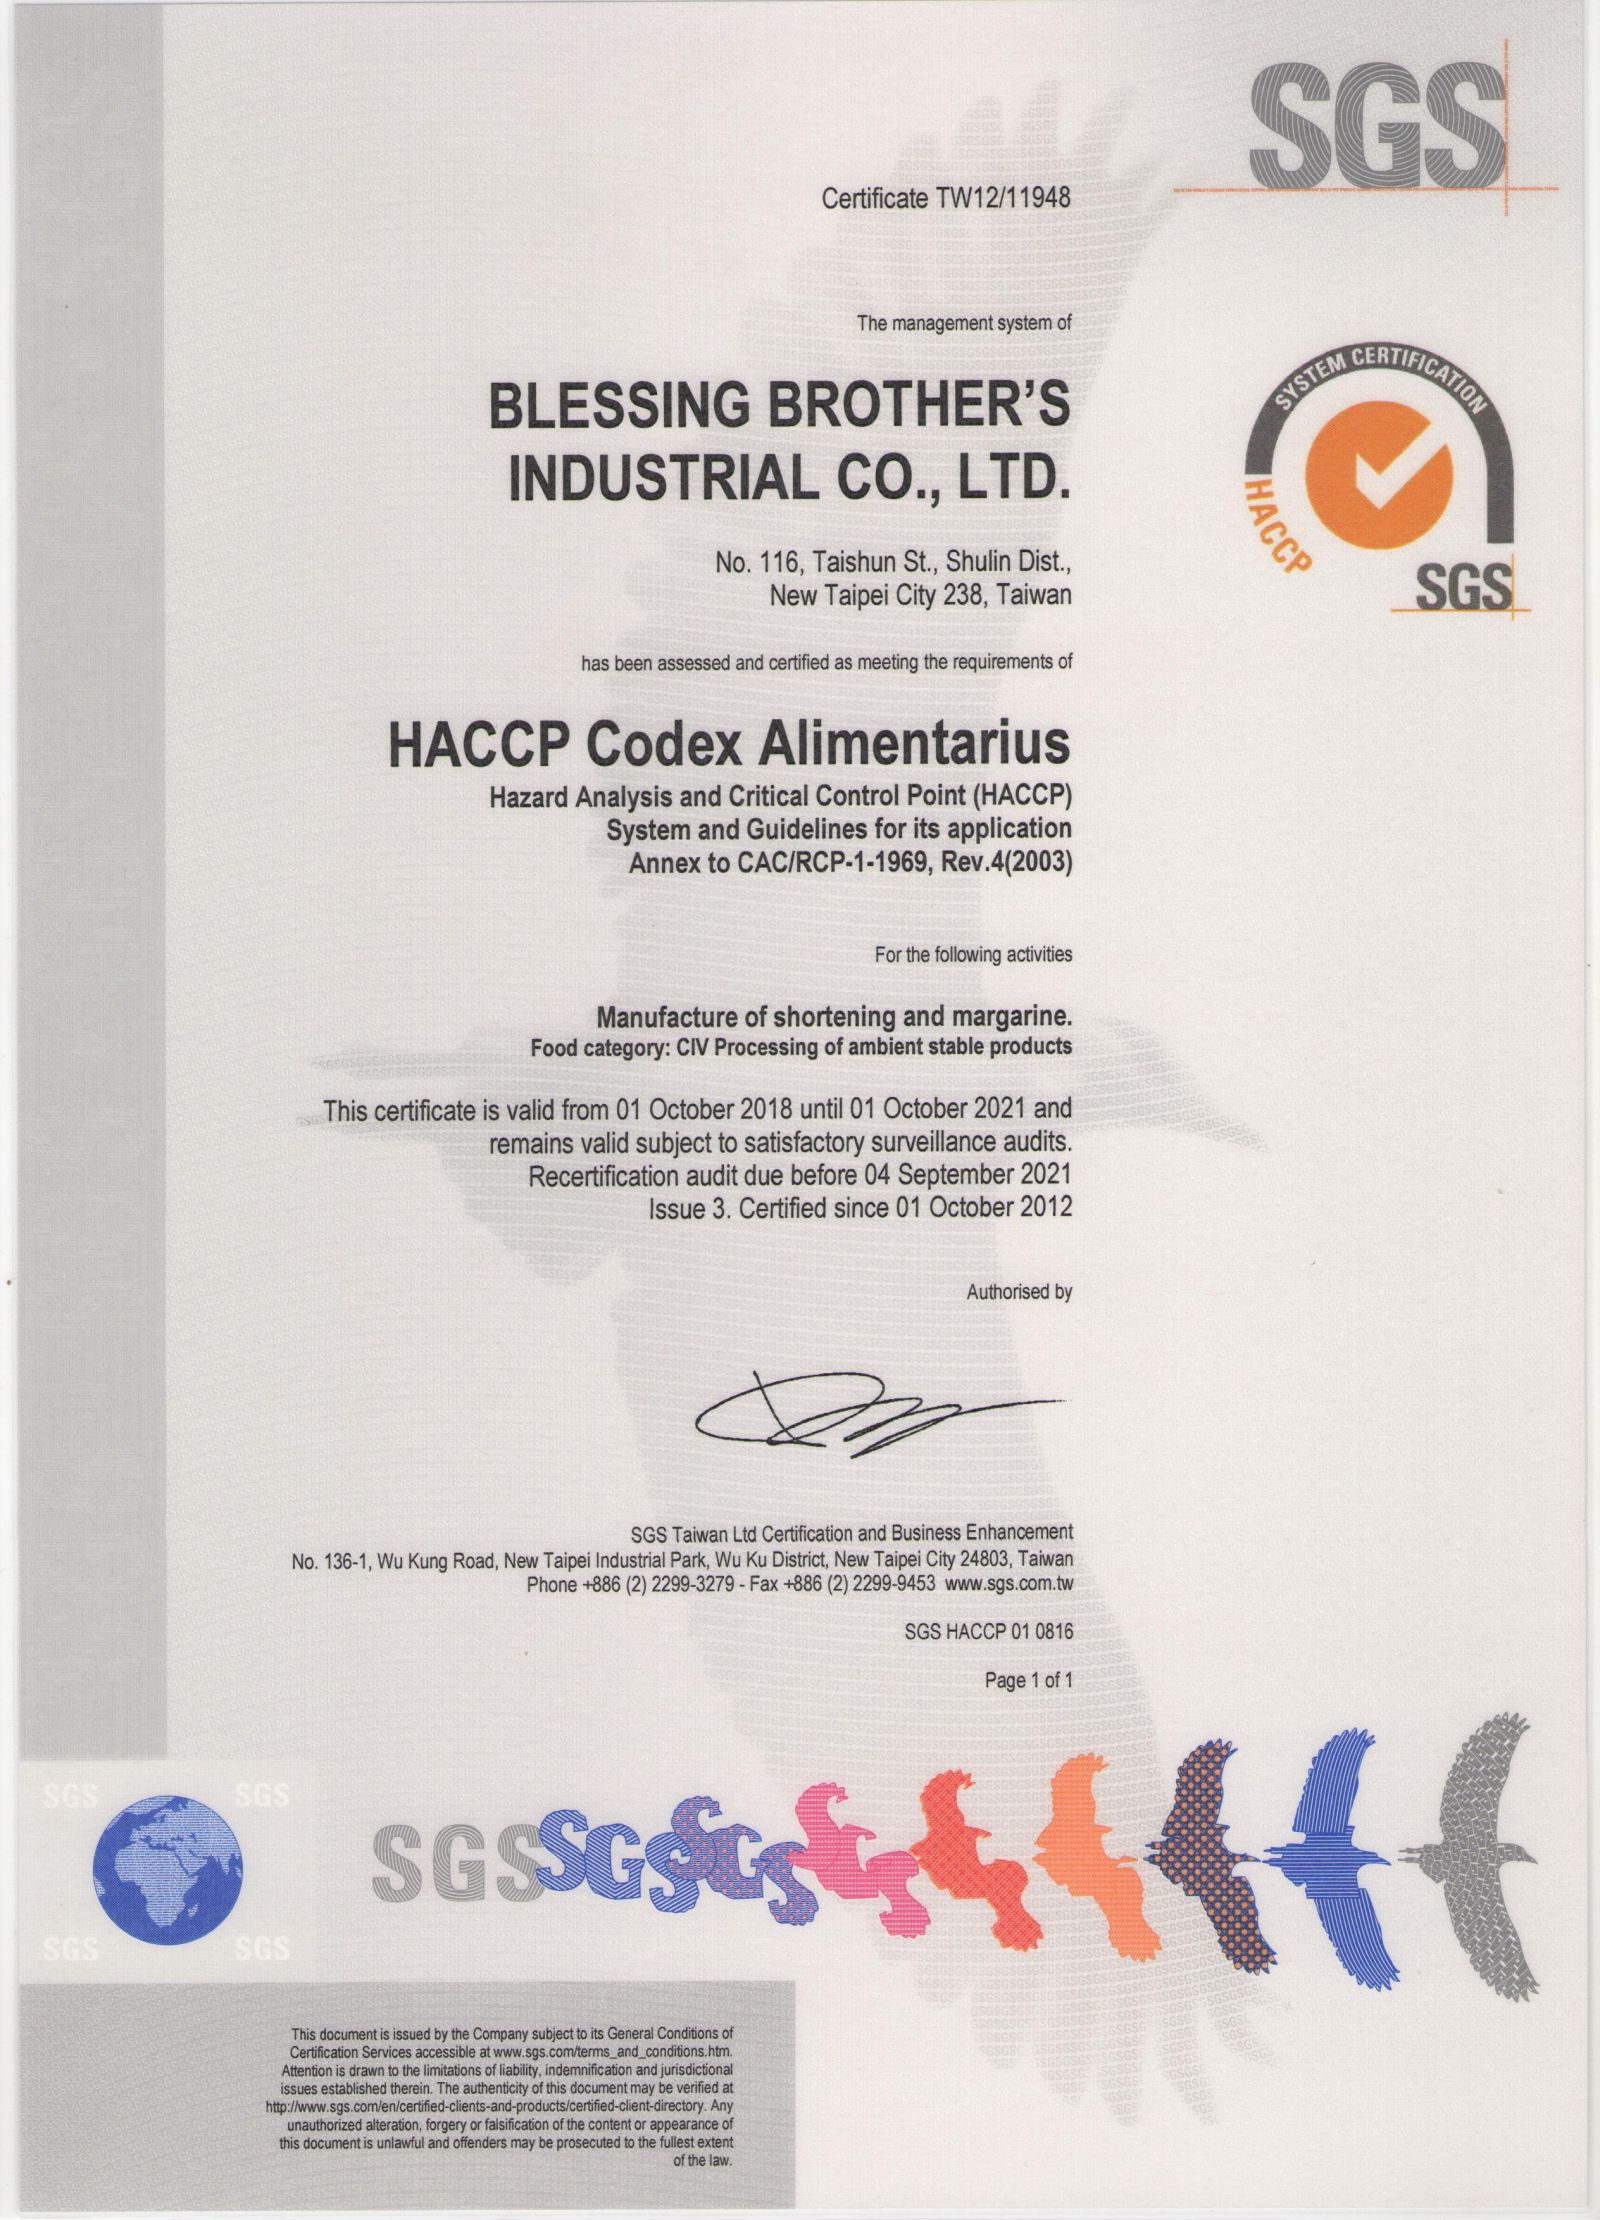 SGS
Certificate TW12/11948
The management system of
BLESSING BROTHER'S
INDUSTRIAL CO., LTD.
SYSTEM CERTIFICATION
HACCP
SGS
No. 116, Taishun St., Shulin Dist.,
New Taipei City 238, Taiwan
has been assessed and certified as meeting the requirements of
HACCP Codex Alimentarius
Hazard Analysis and Critical Control Point (HACCP)
System and Guidelines for its application
Annex to CAC/RCP-1-1969, Rev.4(2003)
For the following activities
Manufacture of shortening and margarine.
Food category: CIV Processing of ambient stable products
This certificate is valid from 01 October 2018 until 01 October 2021 and
remains valid subject to satisfactory surveillance audits.
Recertification audit due before 04 September 2021
Issue 3. Certified since 01 October 2012
Authorised by
SGS Taiwan Ltd Certification and Business Enhancement
No. 136-1, Wu Kung Road, New Taipei Industrial Park, Wu Ku District, New Taipei City 24803, Taiwan
Phone +886 (2) 2299-3279 - Fax +886 (2) 2299-9453 www.sgs.com.tw
SGS HACCP 01 0816
Page 1 of 1
SGS SGS
SGS SGS SGS
SGS SGS
This document is issued by the Company subject to its General Conditions of
Certification Services accessible at www.sgs.com/terms_and_conditions.htm.
Attention is drawn to the limitations of liability, indemnification and jurisdictional
issues established therein. The authenticity of this document may be verified at
http://www.sgs.com/en/certified-clients-and-products/certified-client-directory. Any
unauthorized alteration, forgery or falsification of the content or appearance of
this document is unlawful and offenders may be prosecuted to the fullest extent
of the law.